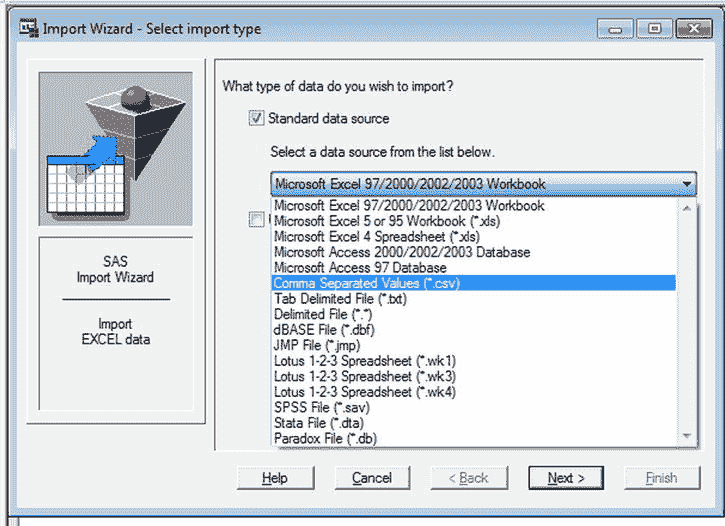 Import Wizard - Select import type
What type of data do you wish to import?
Standard data source
Select a data source from the list below.
Microsoft Excel 97/2000/2002/2003 Workbook
Microsoft Excel 97/2000/2002/2003 Workbook
Microsoft Excel 5 or 95 Workbook (*.xls)
Microsoft Excel 4 Spreadsheet (*.xls)
Microsoft Access 2000/2002/2003 Database
Microsoft Access 97 Database
Comma Separated Values (*.csv)
Tab Delimited File (*.txt)
Delimited File (*.*)
dBASE File (*.dbf)
JMP File (*.jmp)
Lotus 1-2-3 Spreadsheet (*.wk1)
Lotus 1-2-3 Spreadsheet (*.wk3)
Lotus 1-2-3 Spreadsheet (*.wk4)
SPSS File (*.sav)
Stata File (*.dta)
Paradox File (*.db)
SAS
Import Wizard
Import
EXCEL data
Help
Cancel
< Back
Next >
Finish